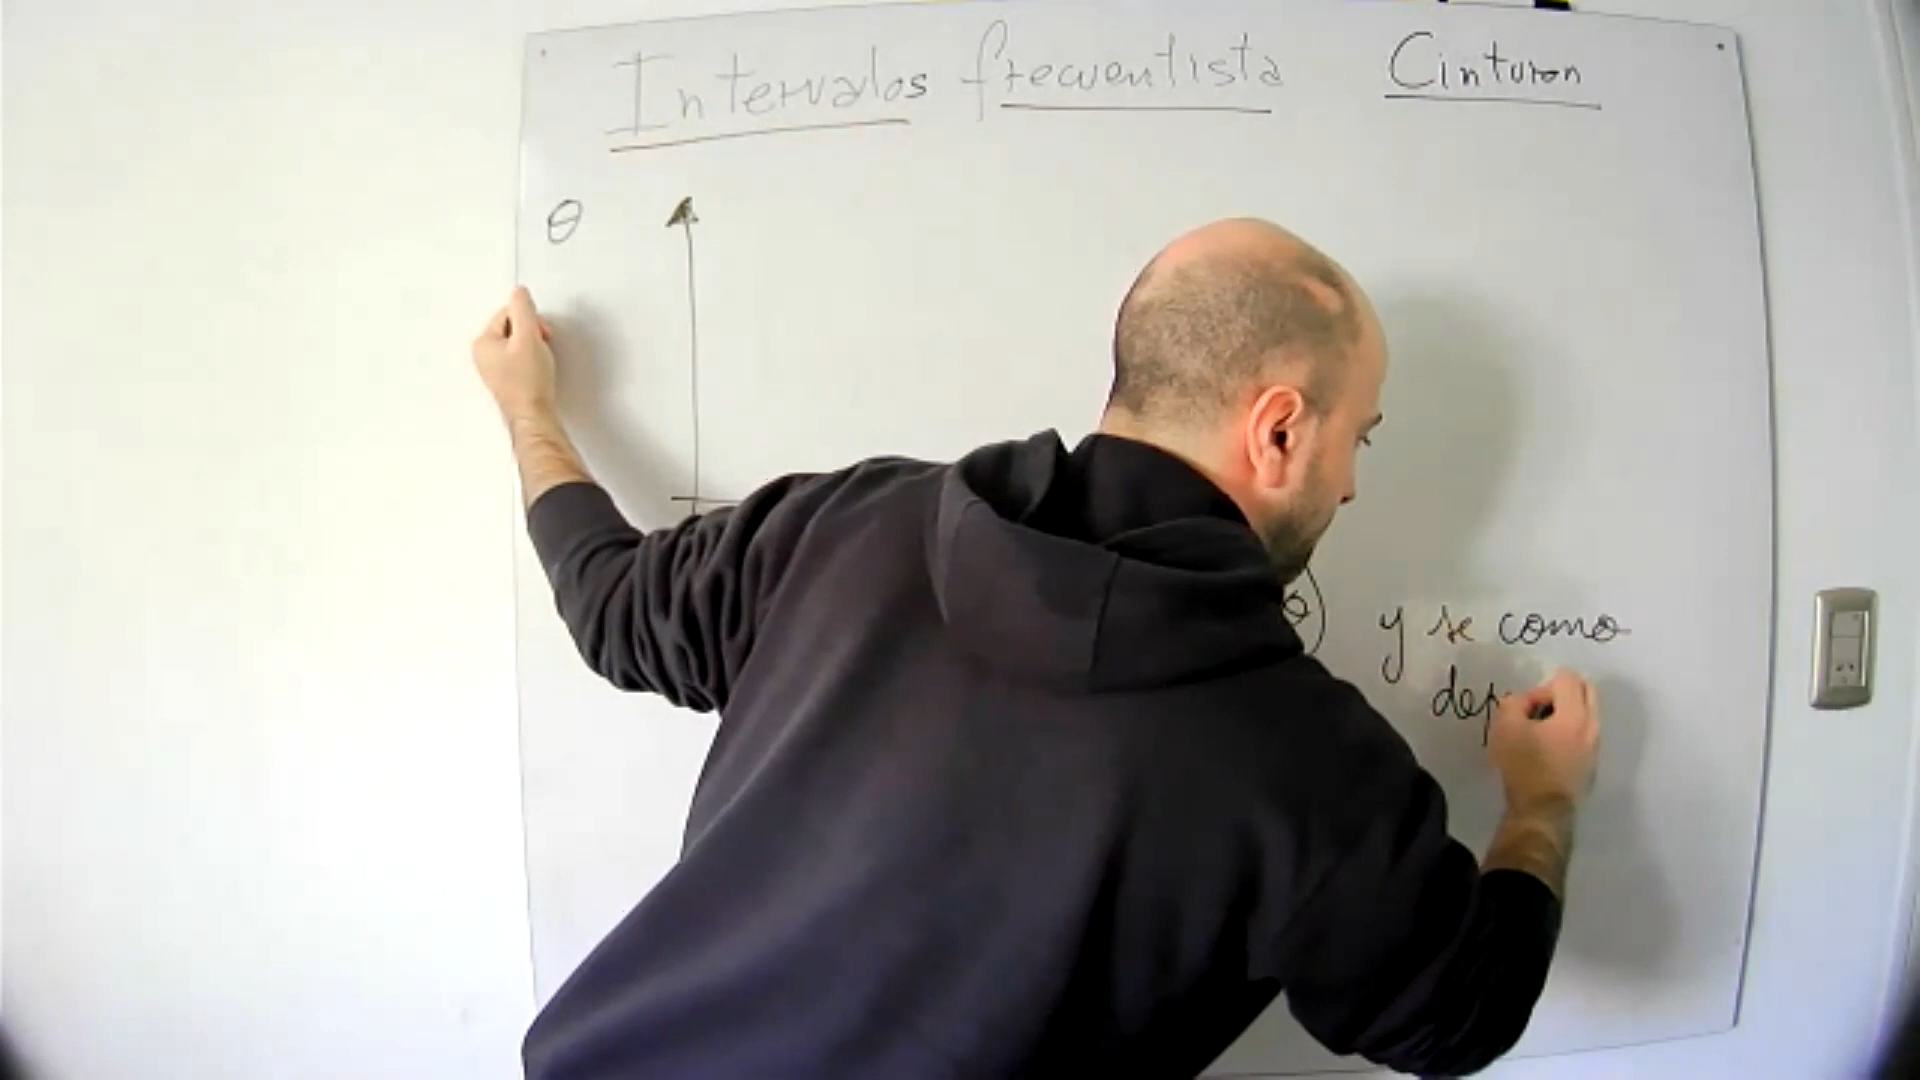 Intervalos frecuentista Cinturon
θ
θ) y se como
dep